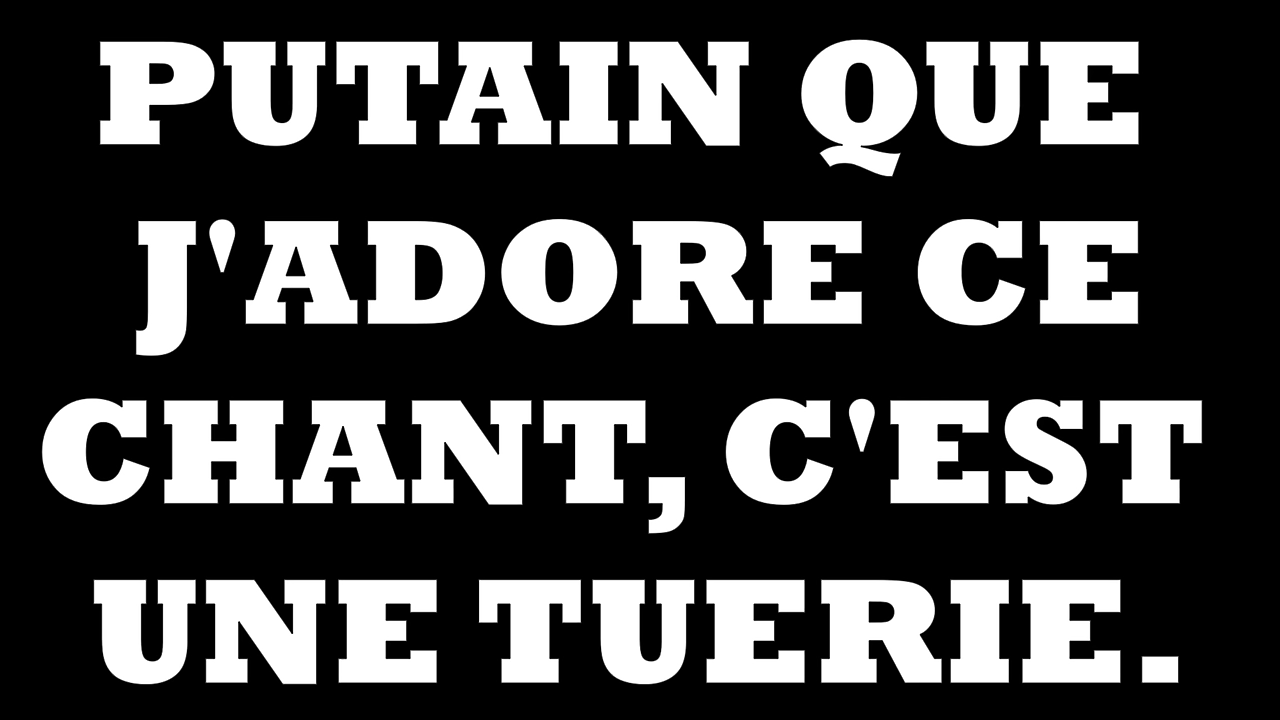 PUTAIN QUE
J'ADORE CE
CHANT, C'EST
UNE TUERIE.